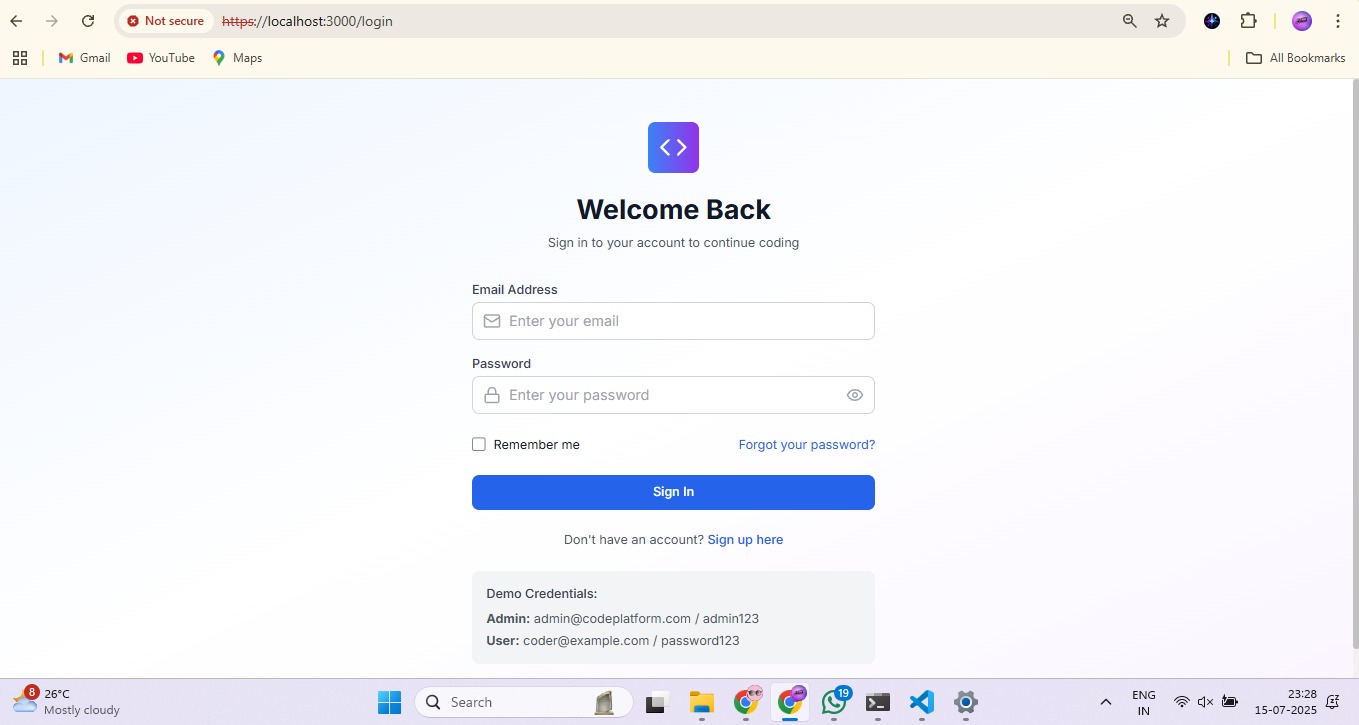 Not secure https://localhost:3000/login
Gmail YouTube Maps All Bookmarks
Welcome Back
Sign in to your account to continue coding
Email Address
Enter your email
Password
Enter your password
Remember me Forgot your password?
Sign In
Don't have an account? Sign up here
Demo Credentials:
Admin: admin@codeplatform.com / admin123
User: coder@example.com / password123
8 26°C
Mostly cloudy
Search
19
ENG
IN
23:28
15-07-2025